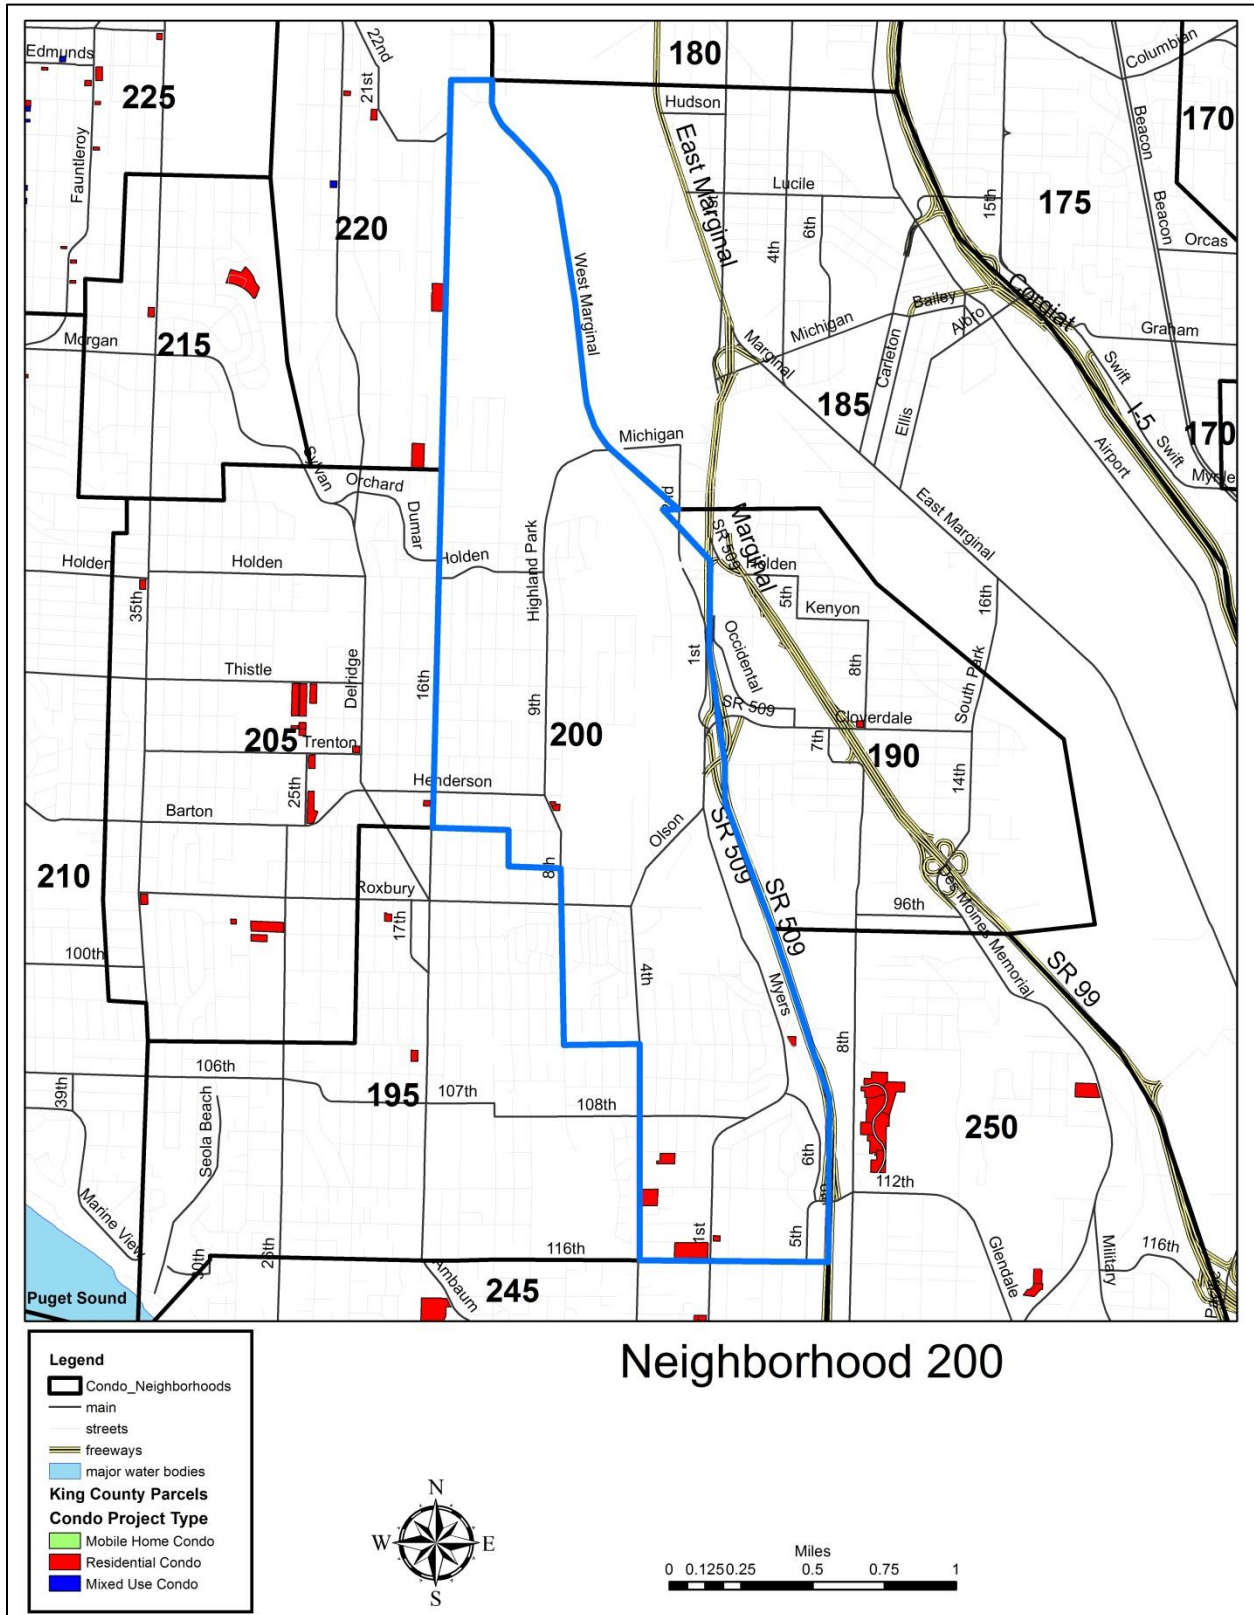 Edmunds
22nd
180
Columbian
225
21st
Hudson
170
Beacon
Fauntleroy
East Marginal
Lucile
15th
175
Beacon
220
6th
4th
Orcas
West Marginal
Corgiat
Bailey
Albro
Morgan
215
Michigan
Marginal
Graham
Carleton
Swift
185
I-5
Ellis
170
Michigan
Swift
Sylvan
Airport
Orchard
Myrtle
Dumar
East Marginal
Marginal
SR 509
Holden
Holden
Holden
Highland Park
Holden
35th
5th
16th
Kenyon
Occidental
1st
Thistle
8th
Delridge
16th
South Park
9th
SR 509
Cloverdale
205
Trenton
200
7th
190
25th
Henderson
14th
Barton
Olson
SR 509
8th
210
Roxbury
SR 509
96th
Des Moines Memorial
17th
100th
4th
SR 99
Myers
8th
106th
39th
195
107th
108th
250
Seola Beach
6th
112th
Marine View
1st
5th
116th
Glendale
Military
116th
26th
Ambaum
245
Puget Sound
Neighborhood 200
Legend
Condo_Neighborhoods
main
streets
freeways
major water bodies
King County Parcels
Condo Project Type
Mobile Home Condo
Residential Condo
Mixed Use Condo
N
W E
S
Miles
0 0.125 0.25 0.5 0.75 1